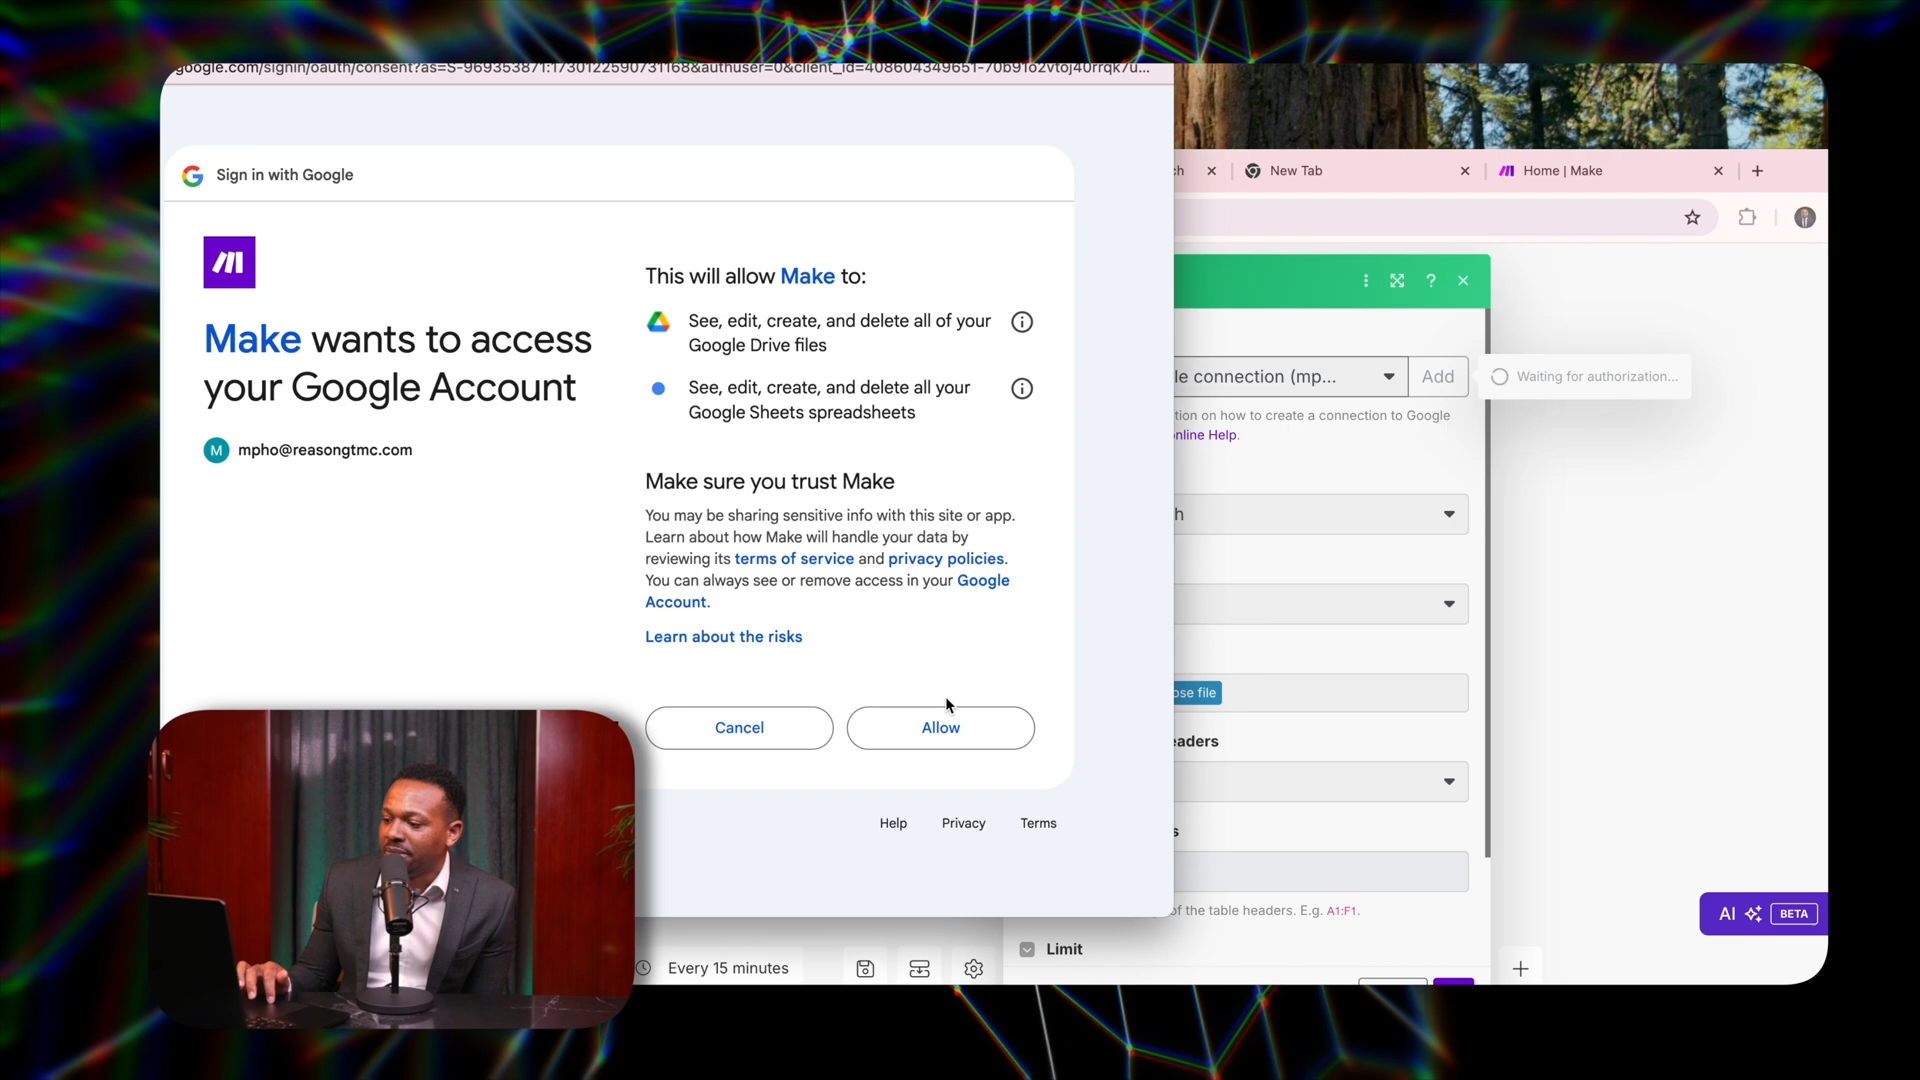 google.com/signin/oauth/consent?as=S-969353871:1730122590731168&authuser=0&client_id=408604349651-70b91o2vtoj40rrqk7u...
Sign in with Google
Make wants to access
your Google Account
M mpho@reasongtmc.com
This will allow Make to:
See, edit, create, and delete all of your
Google Drive files
See, edit, create, and delete all your
Google Sheets spreadsheets
Make sure you trust Make
You may be sharing sensitive info with this site or app.
Learn about how Make will handle your data by
reviewing its terms of service and privacy policies.
You can always see or remove access in your Google
Account.
Learn about the risks
Cancel
Allow
Help Privacy Terms
New Tab
Home | Make
connection (mp...
Add
Waiting for authorization...
on how to create a connection to Google
Help.
file
of the table headers. E.g. A1:F1.
Limit
Every 15 minutes
AI BETA